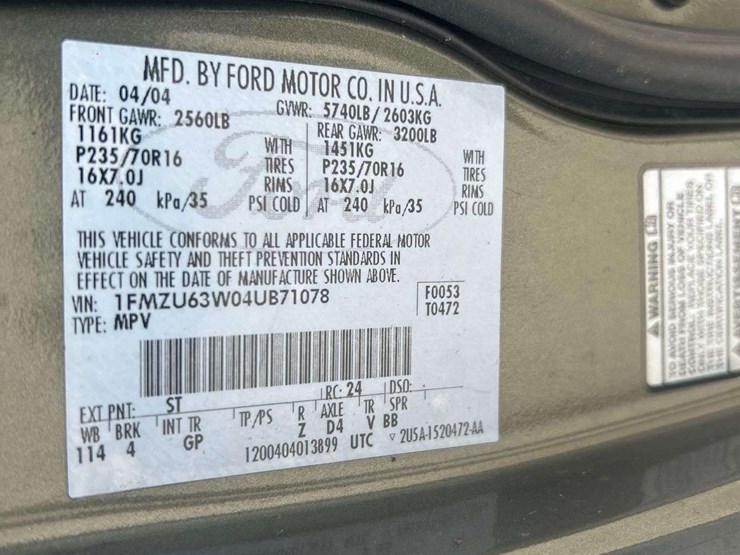 MFD. BY FORD MOTOR CO. IN U.S.A.
DATE: 04/04 GVWR: 5740LB/2603KG
FRONT GAWR: 2560LB REAR GAWR: 3200LB
1161KG WITH 1451KG WITH
P235/70R16 TIRES P235/70R16 TIRES
16X7.0J RIMS 16X7.0J RIMS
AT 240 kPa/35 PSI COLD AT 240 kPa/35 PSI COLD
Ford
THIS VEHICLE CONFORMS TO ALL APPLICABLE FEDERAL MOTOR
VEHICLE SAFETY AND THEFT PREVENTION STANDARDS IN
EFFECT ON THE DATE OF MANUFACTURE SHOWN ABOVE.
VIN: 1FMZU63W04UB71078 F0053
TYPE: MPV T0472
EXT PNT: ST RC: 24 DSO:
WB BRK INT TR TP/PS R AXLE TR SPR
114 4 GP Z D4 V BB
1200404013899 UTC ▽ 2U5A-1520472-AA
WARNING